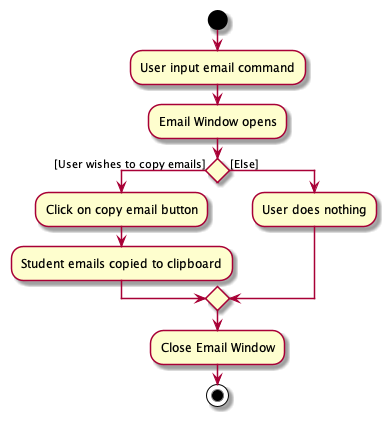 User input email command
Email Window opens
[User wishes to copy emails]
[Else]
Click on copy email button
User does nothing
Student emails copied to clipboard
Close Email Window